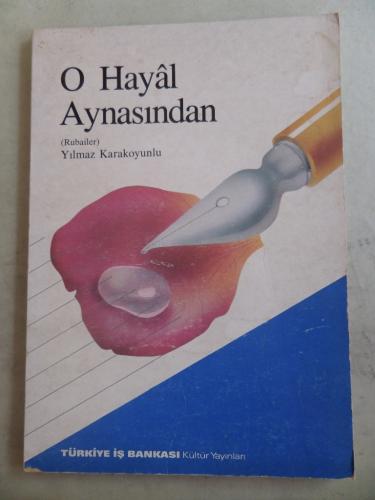 O Hayâl
Aynasından
(Rubailer)
Yılmaz Karakoyunlu
TÜRKİYE İŞ BANKASI Kültür Yayınları